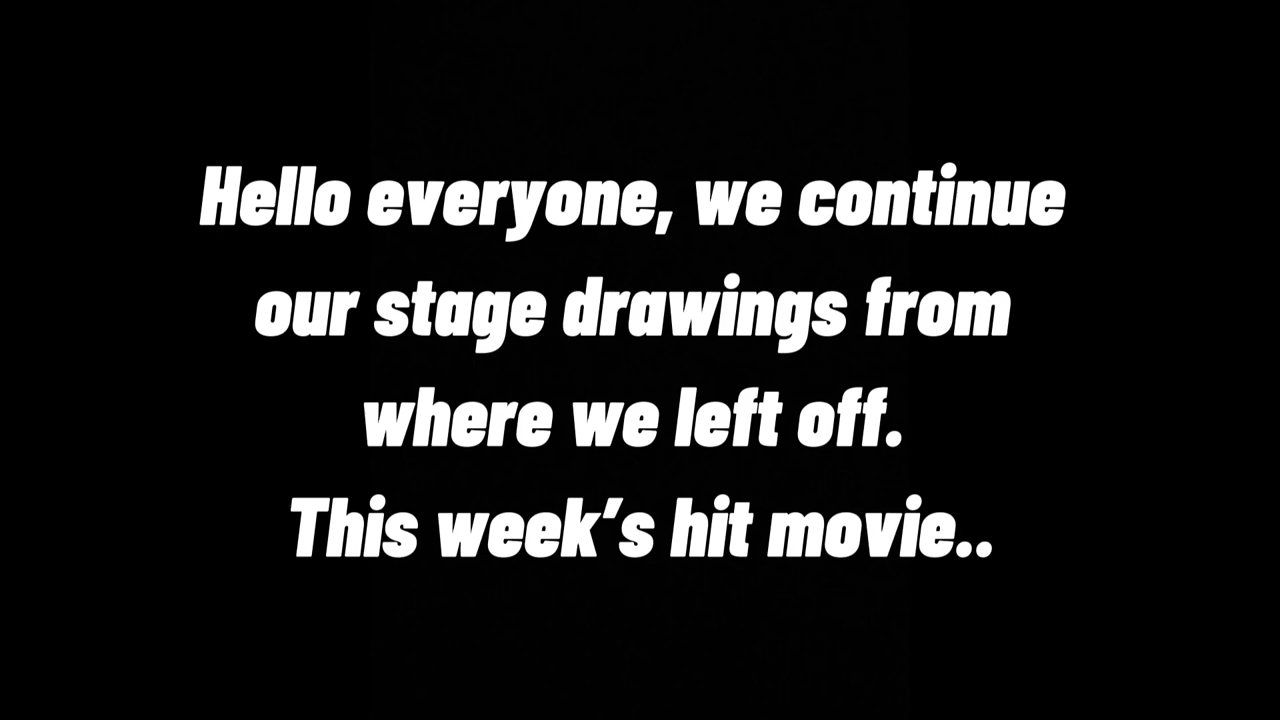 Hello everyone, we continue
our stage drawings from
where we left off.
This week’s hit movie..